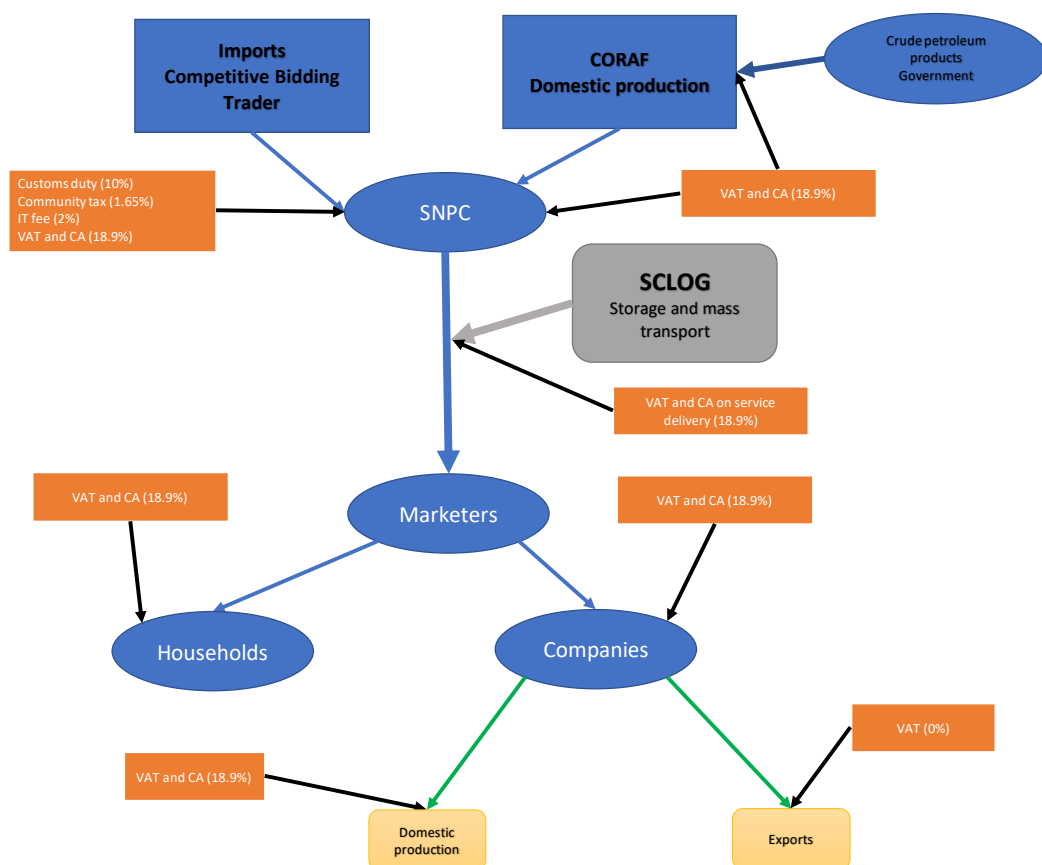 Imports
Competitive Bidding
Trader
CORAF
Domestic production
Crude petroleum
products
Government
Customs duty (10%)
Community tax (1.65%)
IT fee (2%)
VAT and CA (18.9%)
SNPC
VAT and CA (18.9%)
SCLOG
Storage and mass
transport
VAT and CA on service
delivery (18.9%)
VAT and CA (18.9%)
Marketers
VAT and CA (18.9%)
Households
Companies
VAT (0%)
VAT and CA (18.9%)
Domestic
production
Exports